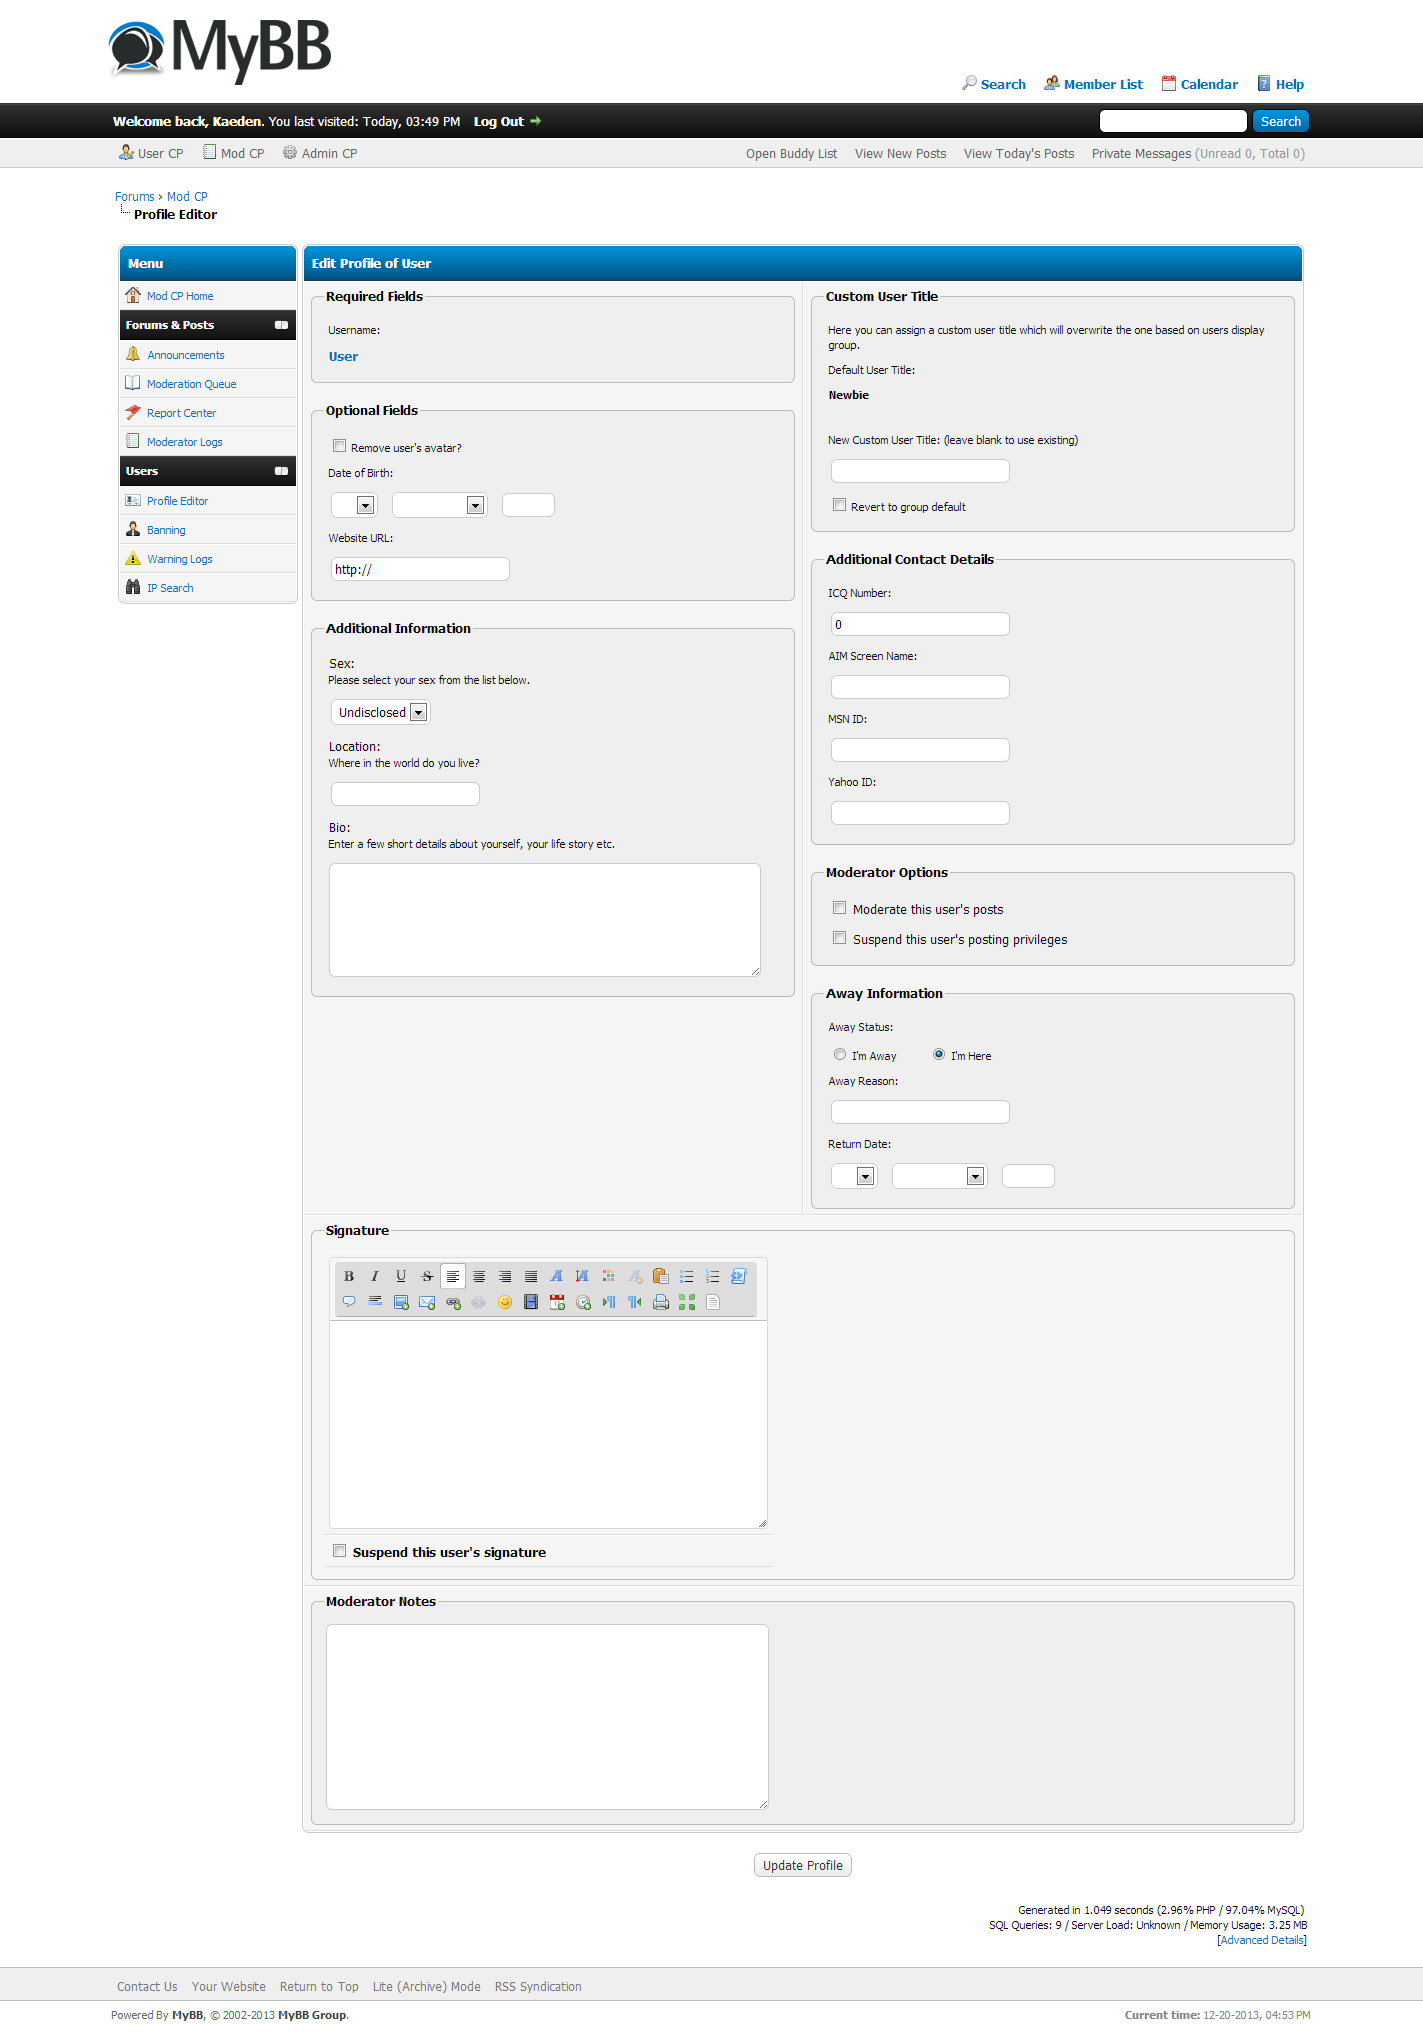 MyBB
Search Member List Calendar Help
Welcome back, Kaeden. You last visited: Today, 03:49 PM Log Out
Search
User CP Mod CP Admin CP
Open Buddy List View New Posts View Today's Posts Private Messages (Unread 0, Total 0)
Forums › Mod CP
Profile Editor
Menu
Mod CP Home
Forums & Posts
Announcements
Moderation Queue
Report Center
Moderator Logs
Users
Profile Editor
Banning
Warning Logs
IP Search
Edit Profile of User
Required Fields
Username:
User
Optional Fields
Remove user's avatar?
Date of Birth:
Website URL:
http://
Additional Information
Sex:
Please select your sex from the list below.
Undisclosed
Location:
Where in the world do you live?
Bio:
Enter a few short details about yourself, your life story etc.
Custom User Title
Here you can assign a custom user title which will overwrite the one based on users display
group.
Default User Title:
Newbie
New Custom User Title: (leave blank to use existing)
Revert to group default
Additional Contact Details
ICQ Number:
0
AIM Screen Name:
MSN ID:
Yahoo ID:
Moderator Options
Moderate this user's posts
Suspend this user's posting privileges
Away Information
Away Status:
I'm Away I'm Here
Away Reason:
Return Date:
Signature
B I U S
Suspend this user's signature
Moderator Notes
Update Profile
Generated in 1.049 seconds (2.96% PHP / 97.04% MySQL)
SQL Queries: 9 / Server Load: Unknown / Memory Usage: 3.25 MB
[Advanced Details]
Contact Us Your Website Return to Top Lite (Archive) Mode RSS Syndication
Powered By MyBB, © 2002-2013 MyBB Group.
Current time: 12-20-2013, 04:53 PM